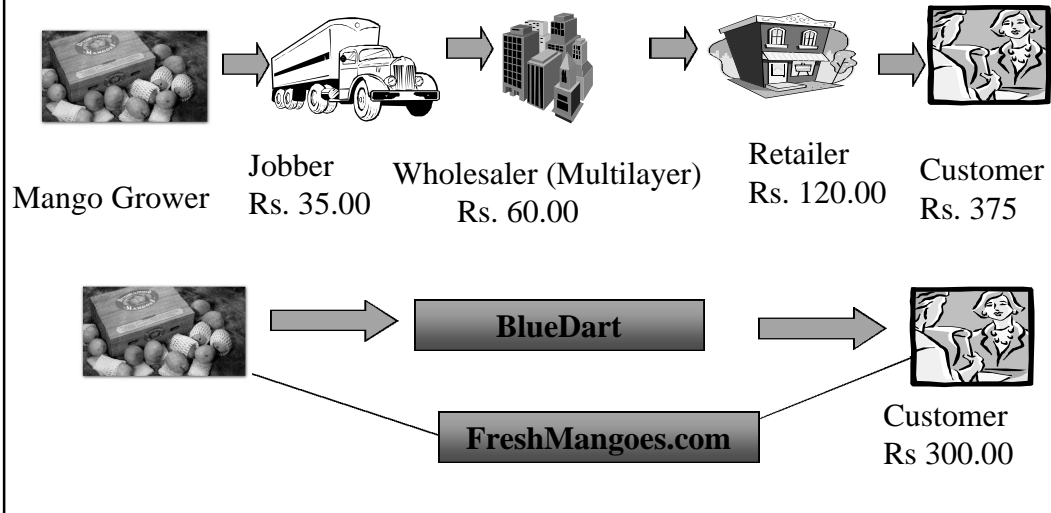 Mango Grower
Jobber
Rs. 35.00
Wholesaler (Multilayer)
Rs. 60.00
Retailer
Rs. 120.00
Customer
Rs. 375
BlueDart
FreshMangoes.com
Customer
Rs 300.00